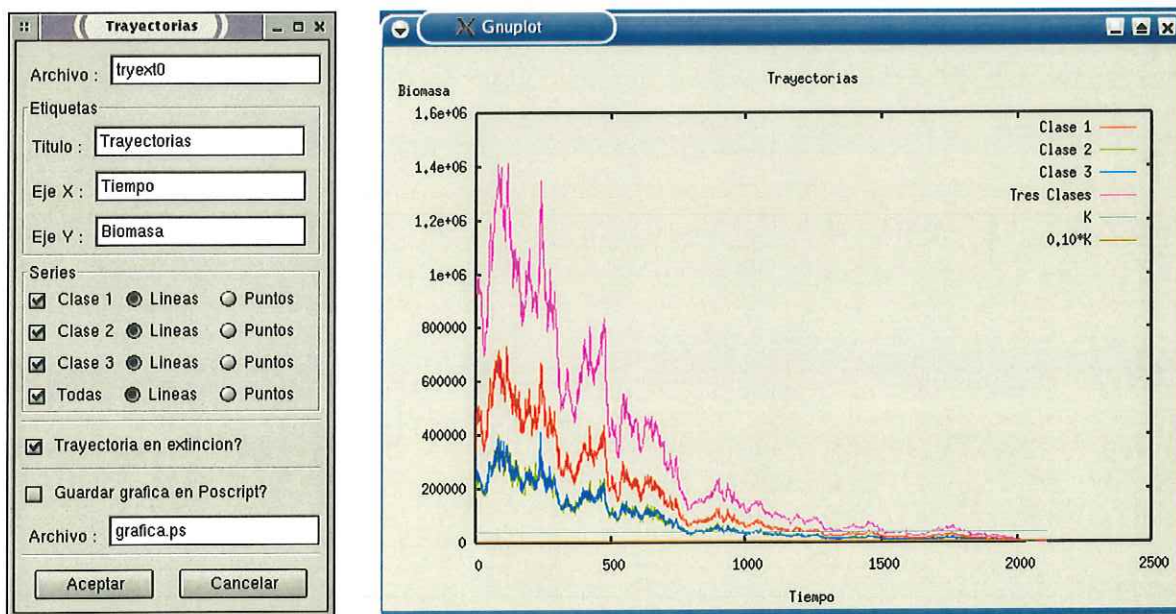 Trayectorias
Archivo : tryext0
Etiquetas
Titulo : Trayectorias
Eje X : Tiempo
Eje Y : Biomasa
Series
Clase 1 Lineas Puntos
Clase 2 Lineas Puntos
Clase 3 Lineas Puntos
Todas Lineas Puntos
Trayectoria en extincion?
Guardar grafica en Poscript?
Archivo : grafica.ps
Aceptar Cancelar
Gnuplot
Trayectorias
Biomasa
1.6e+06
1.4e+06
1.2e+06
1e+06
800000
600000
400000
200000
0
Clase 1
Clase 2
Clase 3
Tres Clases
K
0.10*K
0 500 1000 1500 2000 2500
Tiempo